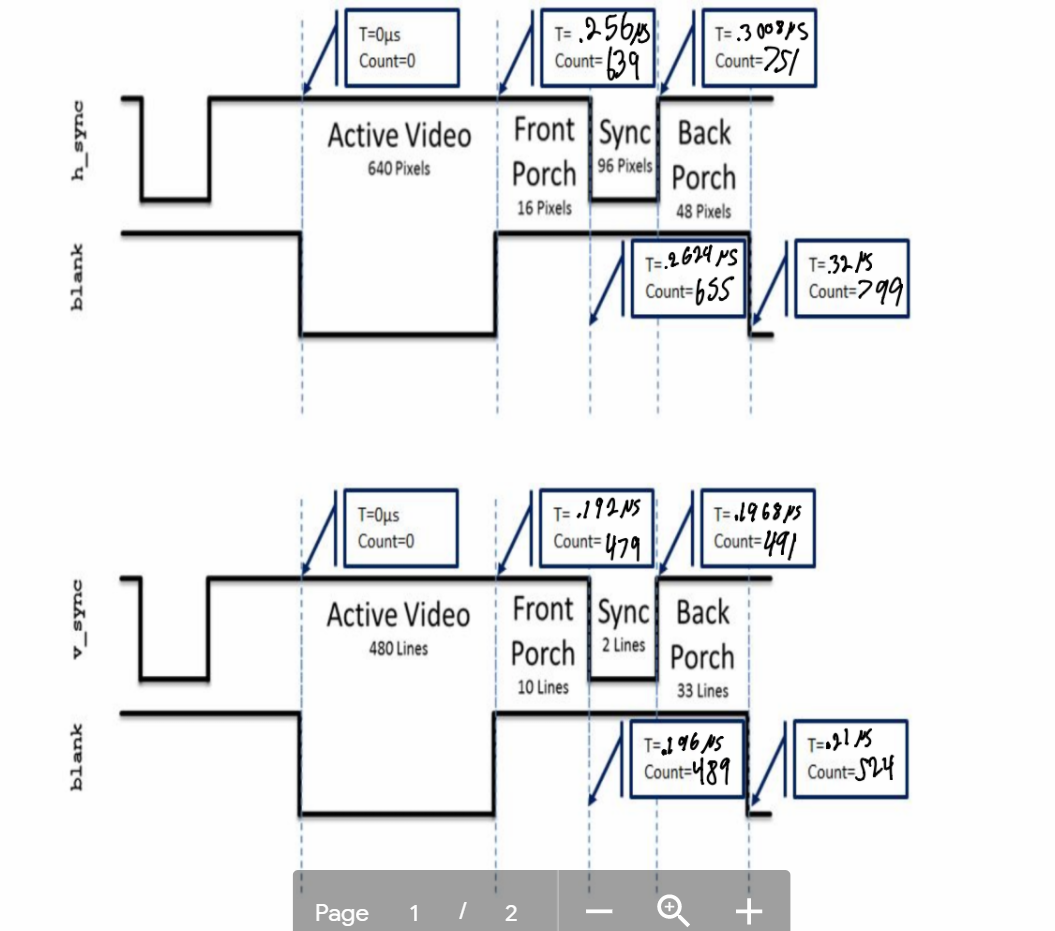 T=0µs
Count=0
T= .256µs
Count= 639
T= .3008µs
Count=751
h_sync
Active Video
640 Pixels
Front
Porch
16 Pixels
Sync
96 Pixels
Back
Porch
48 Pixels
blank
T=.2624µs
Count=655
T=.32µs
Count=799
T=0µs
Count=0
T= .192µs
Count= 479
T= .1968µs
Count=491
v_sync
Active Video
480 Lines
Front
Porch
10 Lines
Sync
2 Lines
Back
Porch
33 Lines
blank
T=.196µs
Count=489
T=.21µs
Count=524
Page 1 / 2